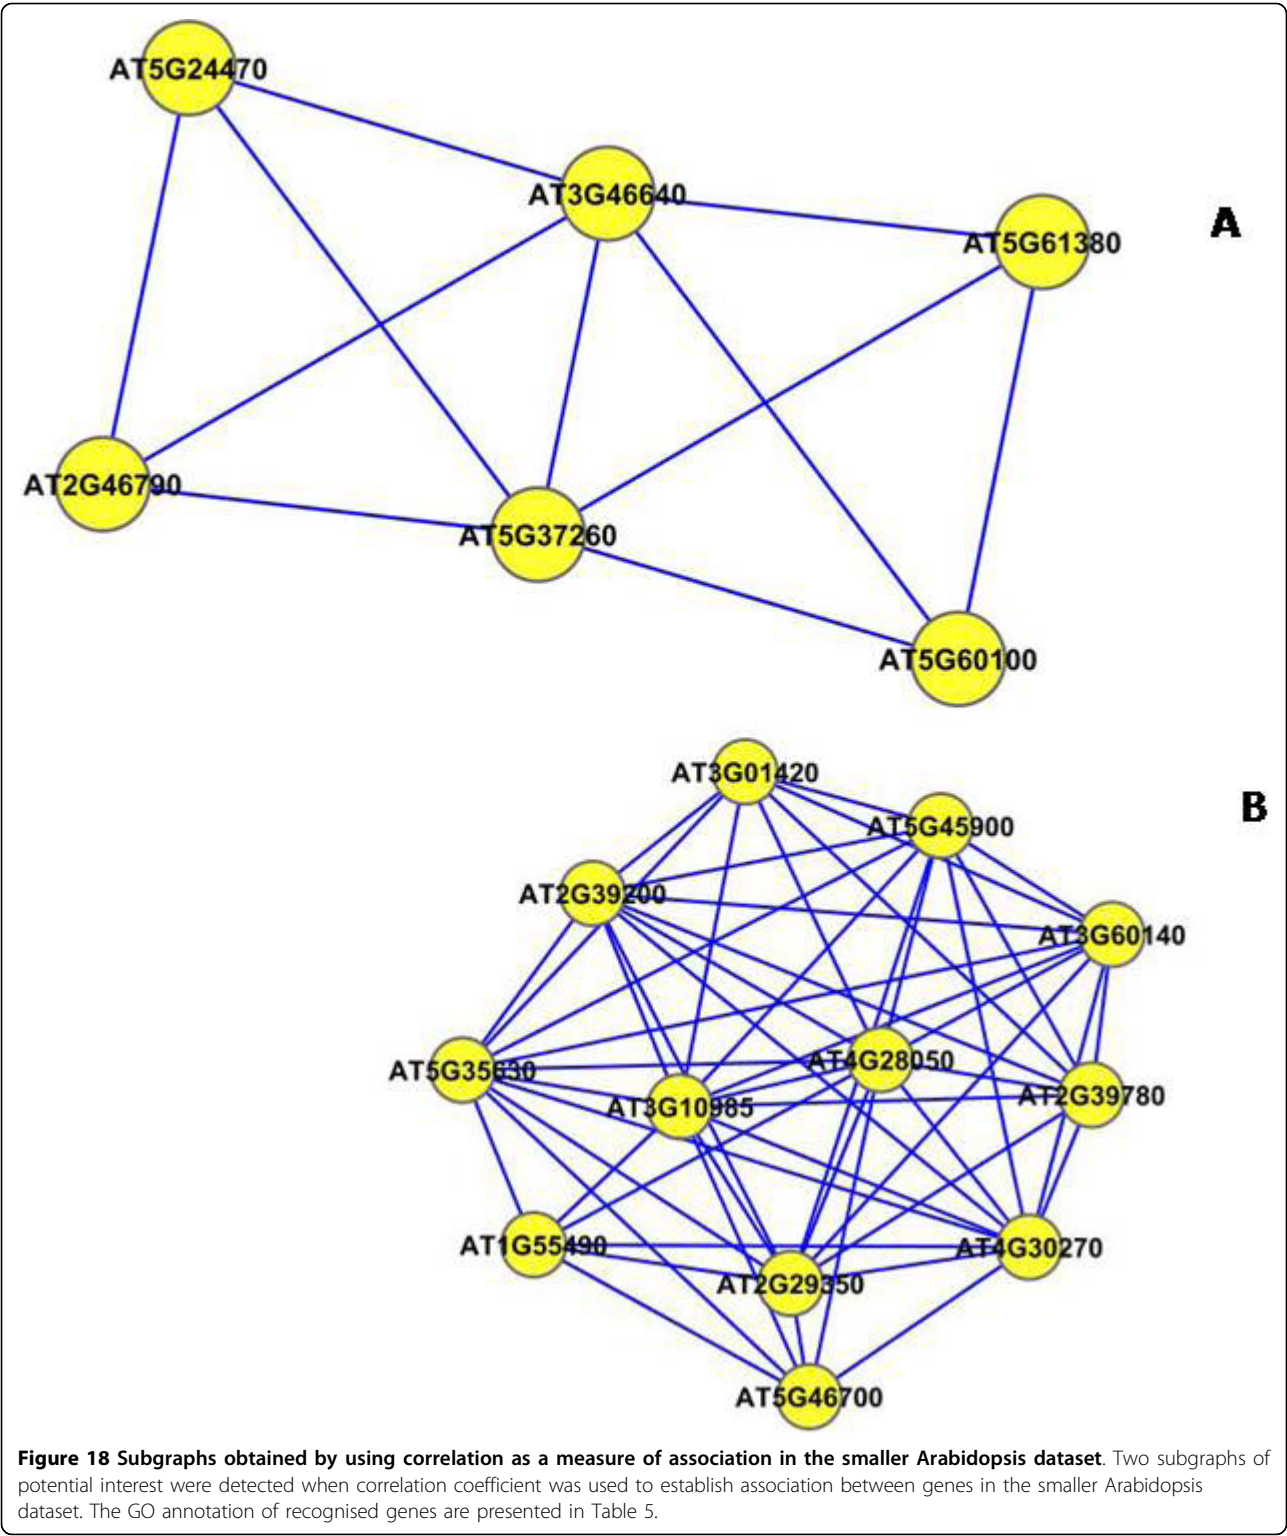 AT5G24470
AT3G46640
AT5G61380
A
AT2G46790
AT5G37260
AT5G60100
AT3G01420
B
AT5G45900
AT2G39200
AT3G60140
AT4G28050
AT5G35630
AT2G39780
AT3G10985
AT1G55490
AT4G30270
AT2G29350
AT5G46700
Figure 18 Subgraphs obtained by using correlation as a measure of association in the smaller Arabidopsis dataset. Two subgraphs of
potential interest were detected when correlation coefficient was used to establish association between genes in the smaller Arabidopsis
dataset. The GO annotation of recognised genes are presented in Table 5.